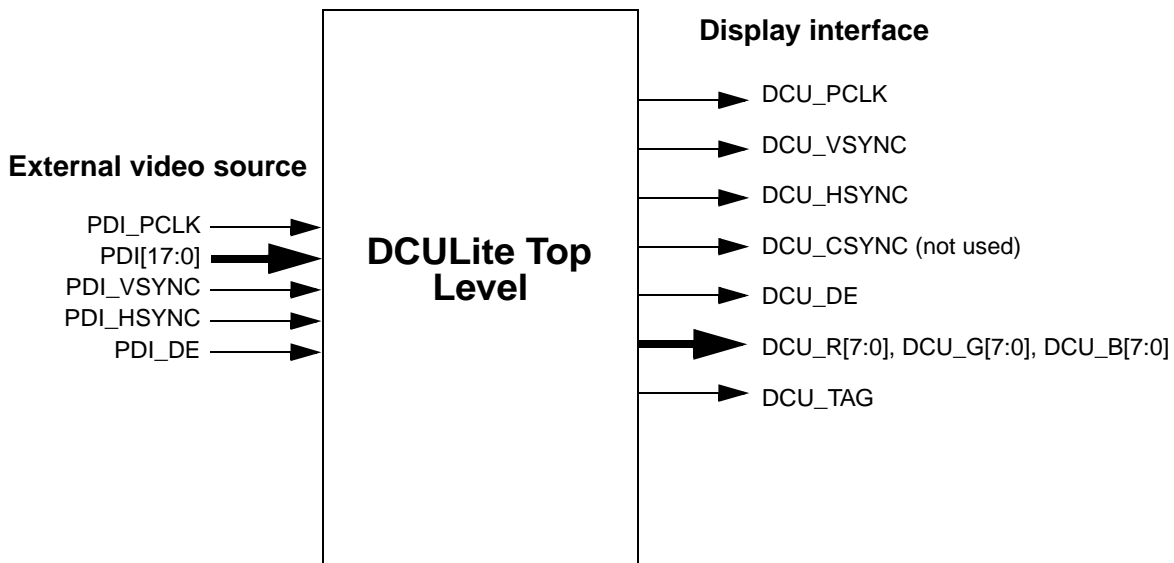 Display interface
DCU_PCLK
DCU_VSYNC
DCU_HSYNC
DCU_CSYNC (not used)
DCU_DE
DCU_R[7:0], DCU_G[7:0], DCU_B[7:0]
DCU_TAG
External video source
PDI_PCLK
PDI[17:0]
PDI_VSYNC
PDI_HSYNC
PDI_DE
DCULite Top
Level